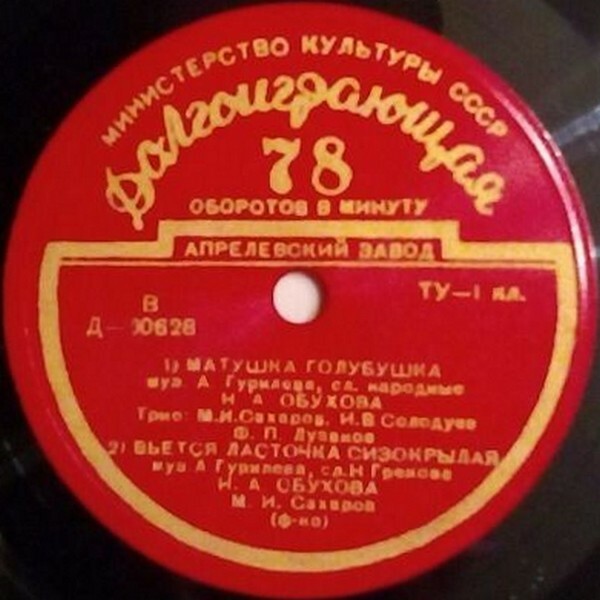 МИНИСТЕРСТВО КУЛЬТУРЫ СССР
Долгоиграющая
78
ОБОРОТОВ В МИНУТУ
АПРЕЛЕВСКИЙ ЗАВОД
ТУ—1 кл.
В
Д—00628
1) МАТУШКА ГОЛУБУШКА
муз. А. Гурилева, сл. народные
Н. А. ОБУХОВА
Трио: М.И.Сахаров, И.В.Солодуев
Ф. П.
2) ВЬЕТСЯ ЛАСТОЧКА СИЗОКРЫЛАЯ
муз. А Гурилева, сл. Н Грекова
Н. А ОБУХОВА
М. И. Сахаров
(ф-но)